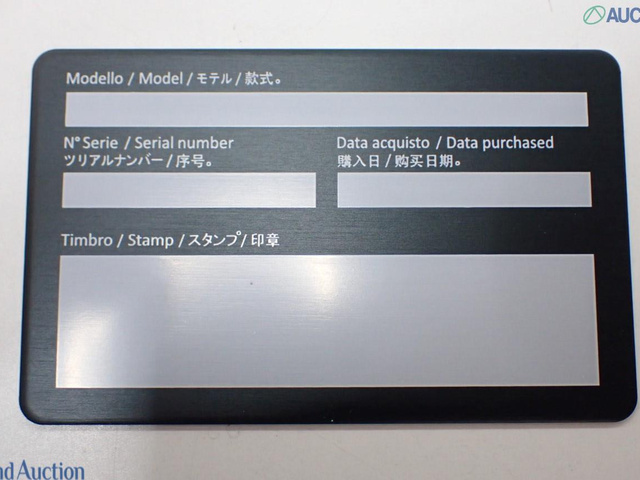 AUC
Modello / Model / モテル / 款式。
N° Serie / Serial number
ツリアルナンバー / 序号。
Data acquisto / Data purchased
購入日 / 购买日期。
Timbro / Stamp / スタンプ / 印章
nd Auction